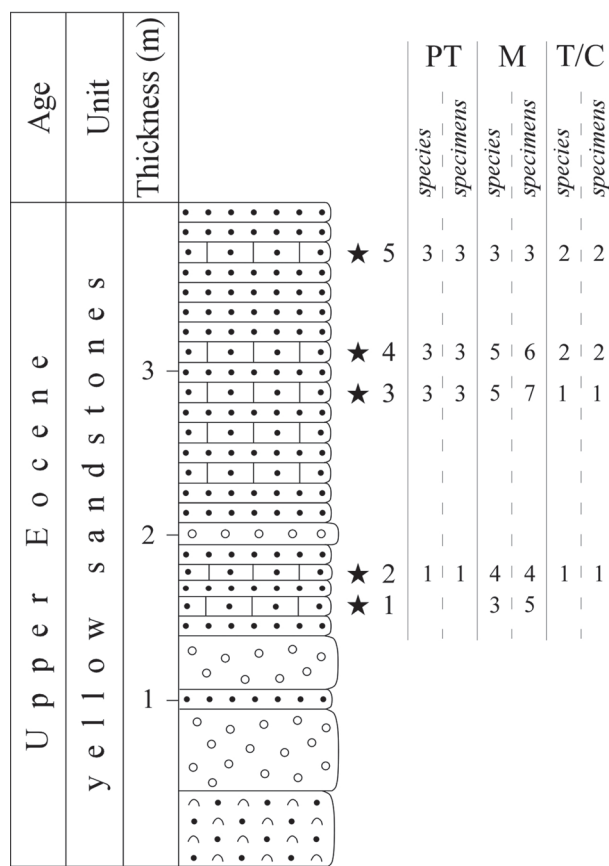 Age
Unit
Thickness (m)
PT M T/C
species specimens species specimens species specimens
Upper Eocene
yellow sandstones
★ 5 3 3 3 3 2 2
★ 4 3 3 5 6 2 2
3
★ 3 3 3 5 7 1 1
2
★ 2 1 1 4 4 1 1
★ 1 3 5
1